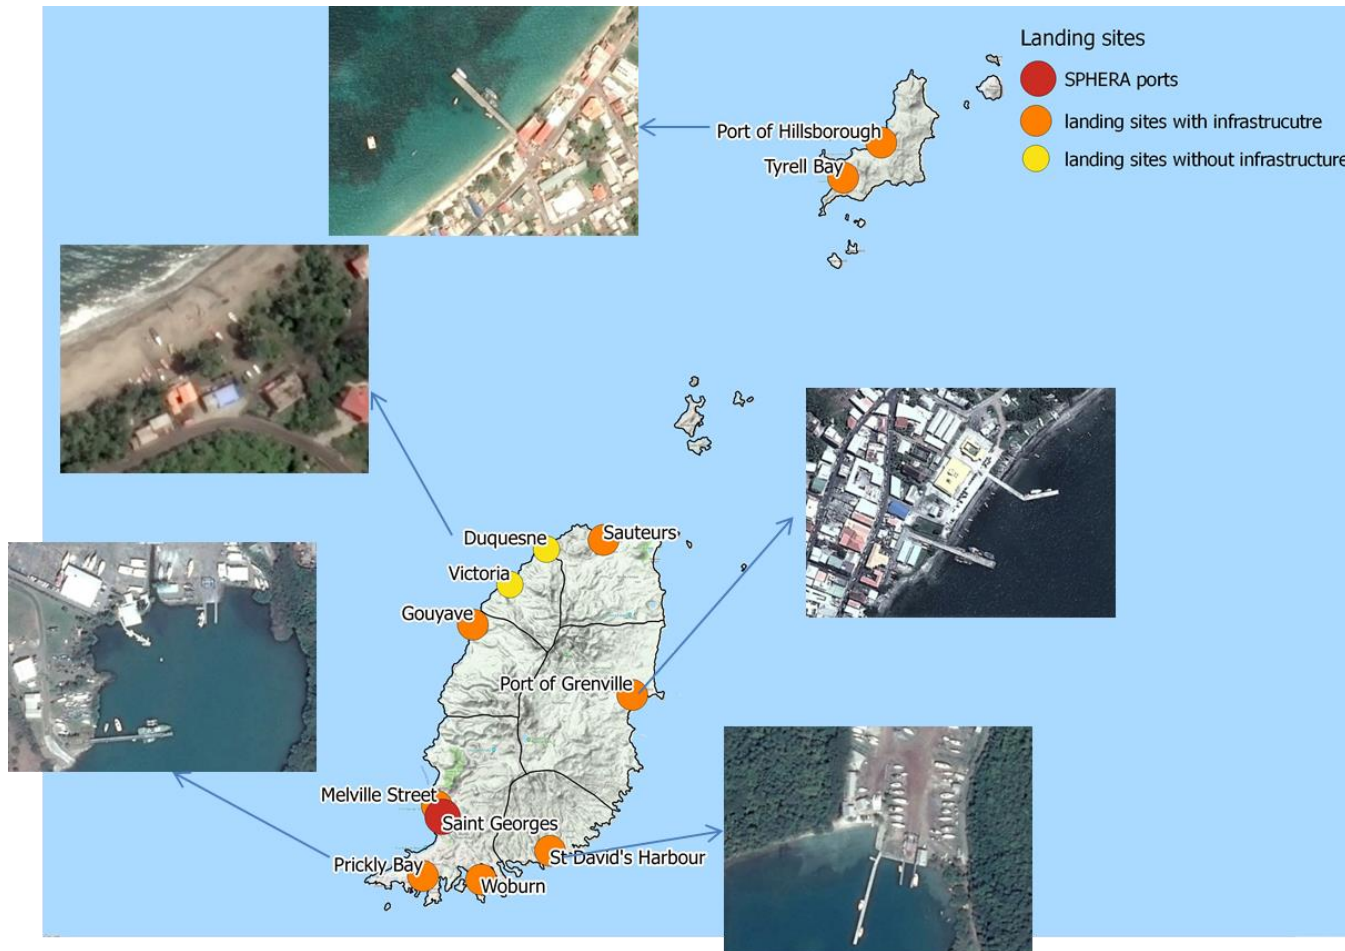 Landing sites
SPHERA ports
landing sites with infrastrucutre
landing sites without infrastructure
Port of Hillsborough
Tyrell Bay
Duquesne
Sauteurs
Victoria
Gouyave
Port of Grenville
Melville Street
Saint Georges
Prickly Bay
St David's Harbour
Woburn